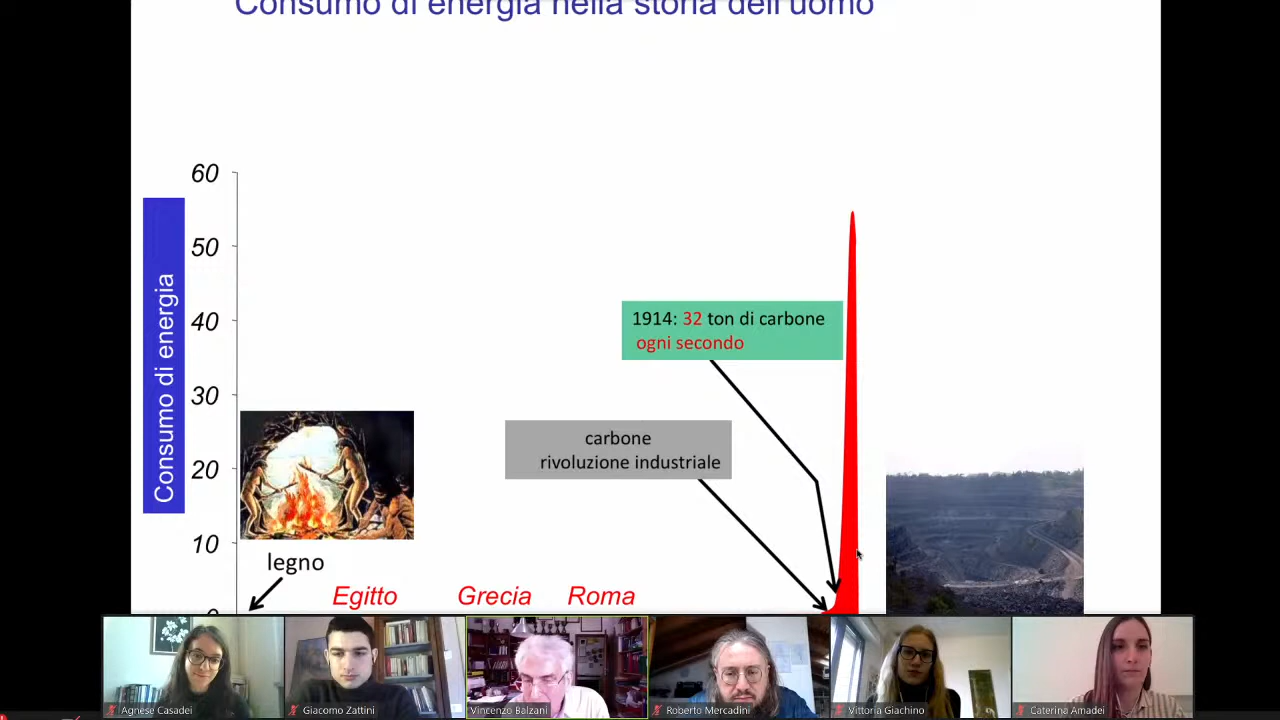 Consumo di energia nella storia dell'uomo
60
50
40
30
20
10
0
Consumo di energia
1914: 32 ton di carbone
ogni secondo
carbone
rivoluzione industriale
legno
Egitto
Grecia
Roma
Agnese Casadei
Giacomo Zattini
Vincenzo Balzani
Roberto Mercadini
Vittoria Giachino
Caterina Amadei